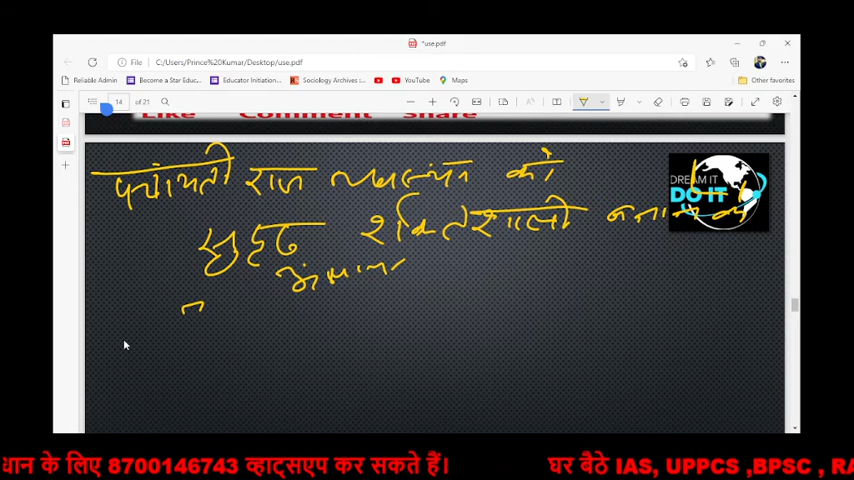 *use.pdf
File C:/Users/Prince%20Kumar/Desktop/use.pdf
Reliable Admin Become a Star Educ... Educator Initiation... Sociology Archives :... YouTube Maps Other favorites
14 of 21
Like Comment Share
पंचायती राज को
सुदृढ शक्तिशाली बनाने
DREAM IT
DO IT
धान के लिए 8700146743 व्हाट्सएप कर सकते हैं। घर बैठे IAS, UPPCS ,BPSC , RA